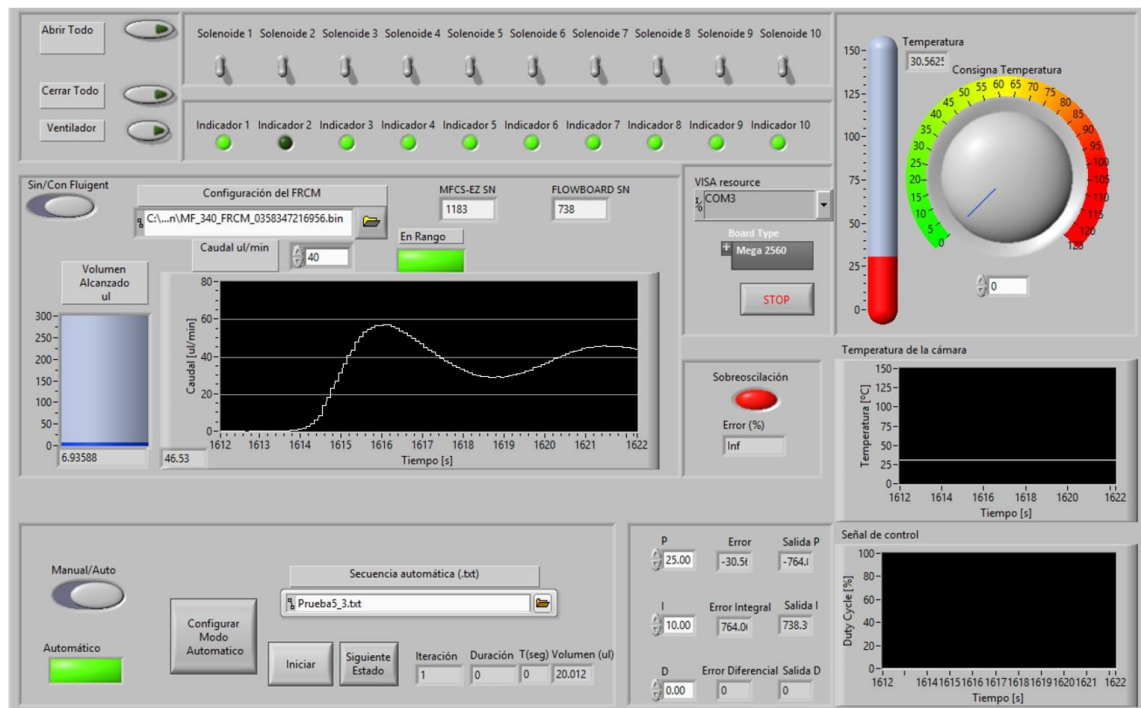 Abrir Todo
Cerrar Todo
Ventilador
Solenoide 1 Solenoide 2 Solenoide 3 Solenoide 4 Solenoide 5 Solenoide 6 Solenoide 7 Solenoide 8 Solenoide 9 Solenoide 10
Indicador 1 Indicador 2 Indicador 3 Indicador 4 Indicador 5 Indicador 6 Indicador 7 Indicador 8 Indicador 9 Indicador 10
Temperatura
30.562
Consigna Temperatura
150
125
100
75
50
25
0
0 5 10 15 20 25 30 35 40 45 50 55 60 65 70 75 80 85 90 95 100 105 110 115 120 125
0
Sin/Con Fluigent
Configuración del FRCM
C:\...n\MF_340_FRCM_0358347216956.bin
MFCS-EZ SN
1183
FLOWBOARD SN
738
Caudal ul/min
40
En Rango
Volumen
Alcanzado
ul
300
250
200
150
100
50
0
6.93588
Caudal [ul/min]
80
60
40
20
0
1612 1613 1614 1615 1616 1617 1618 1619 1620 1621 1622
46.53
Tiempo [s]
VISA resource
COM3
Board Type
Mega 2560
STOP
Sobreoscilación
Error (%)
Inf
Temperatura de la cámara
Temperatura [ºC]
150
125
100
75
50
25
0
1612 1614 1616 1618 1620 1622
Tiempo [s]
Manual/Auto
Automático
Configurar
Modo
Automatico
Secuencia automática (.txt)
Prueba5_3.txt
Iniciar
Siguiente
Estado
Iteración Duración T(seg) Volumen (ul)
1 0 0 20.012
P Error Salida P
25.00 -30.5 -764.
I Error Integral Salida I
10.00 764.0 738.3
D Error Diferencial Salida D
0.00 0 0
Señal de control
Duty Cycle [%]
100
80
60
40
20
0
1612 1614 1615 1616 1617 1618 1619 1620 1621 1622
Tiempo [s]